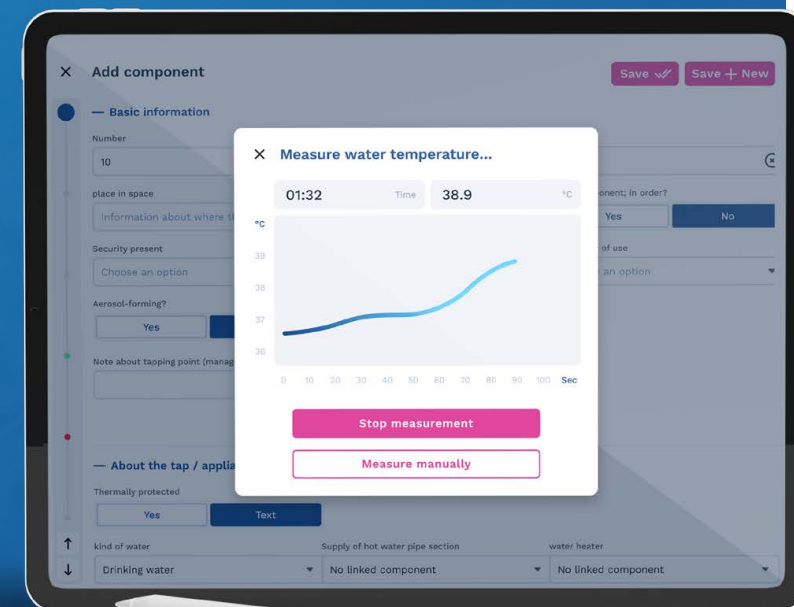 Add component
Save
Save + New
— Basic information
Number
10
place in space
Information about where th
onent; in order?
Yes
No
Security present
Choose an option
of use
an option
Aerosol-forming?
Yes
Note about tapping point (manag
Measure water temperature...
01:32 Time
38.9 °C
°C
39
38
37
36
0 10 20 30 40 50 60 70 80 90 100 Sec
Stop measurement
Measure manually
— About the tap / applia
Thermally protected
Yes
Text
kind of water
Supply of hot water pipe section
water heater
Drinking water
No linked component
No linked component